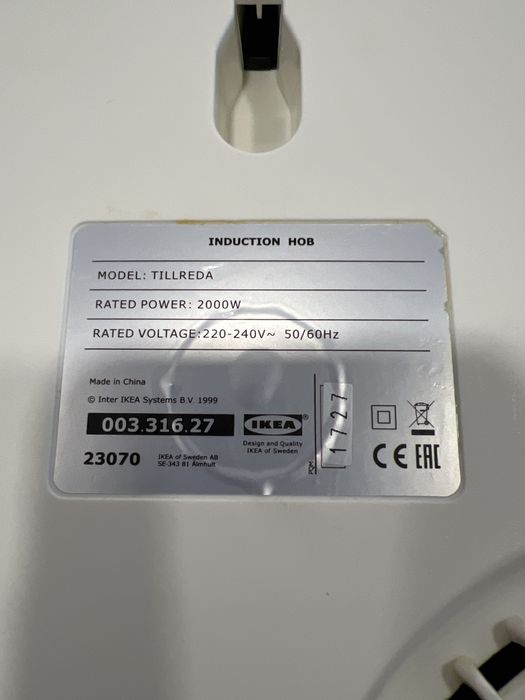 INDUCTION HOB
MODEL: TILLREDA
RATED POWER: 2000W
RATED VOLTAGE:220-240V~ 50/60Hz
Made in China
© Inter IKEA Systems B.V. 1999
003.316.27
IKEA®
Design and Quality
IKEA of Sweden
23070
IKEA of Sweden AB
SE-343 81 Älmhult
PQM
1727
CE EAC